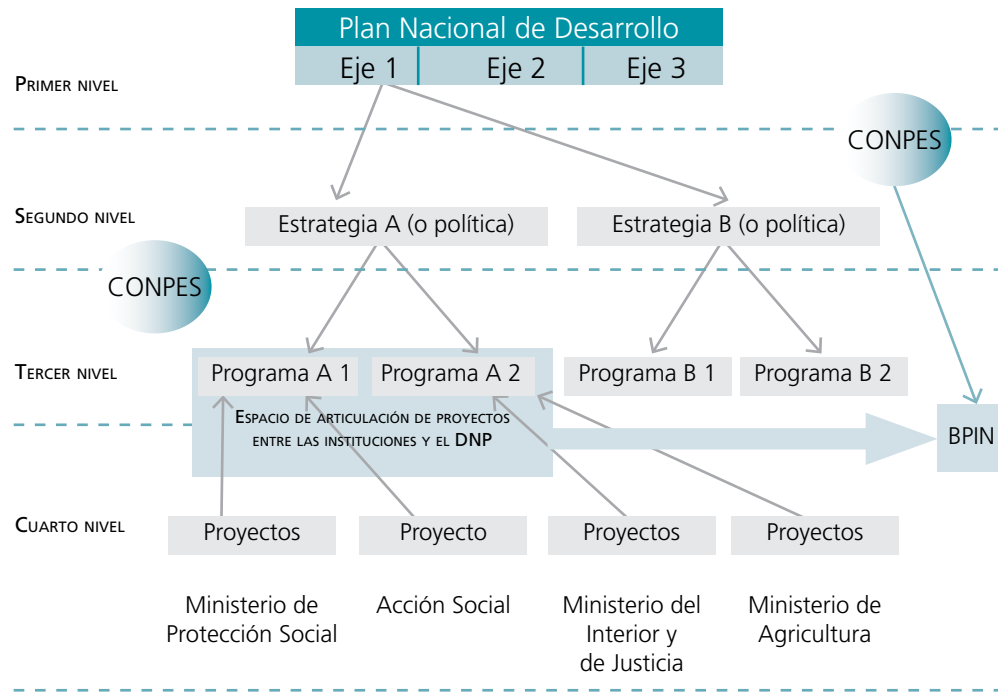 Plan Nacional de Desarrollo
Eje 1 Eje 2 Eje 3
PRIMER NIVEL
CONPES
SEGUNDO NIVEL
Estrategia A (o política) Estrategia B (o política)
CONPES
TERCER NIVEL
Programa A 1 Programa A 2 Programa B 1 Programa B 2
ESPACIO DE ARTICULACIÓN DE PROYECTOS
ENTRE LAS INSTITUCIONES Y EL DNP
BPIN
CUARTO NIVEL
Proyectos Proyecto Proyectos Proyectos
Ministerio de
Protección Social
Acción Social
Ministerio del
Interior y
de Justicia
Ministerio de
Agricultura